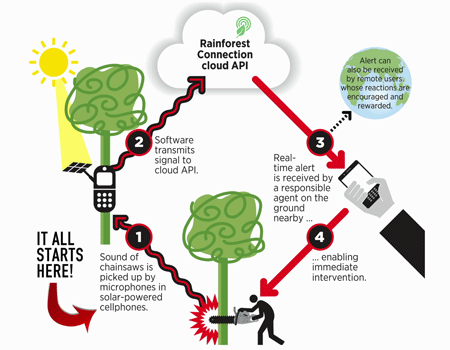 Rainforest
Connection
cloud API
Alert can
also be received
by remote users,
whose reactions are
encouraged and
rewarded.
2
Software
transmits
signal to
cloud API.
3
Real-
time alert
is received by
a responsible
agent on the
ground
nearby ...
IT ALL
STARTS
HERE!
1
Sound of
chainsaws is
picked up by
microphones in
solar-powered
cellphones.
4
... enabling
immediate
intervention.